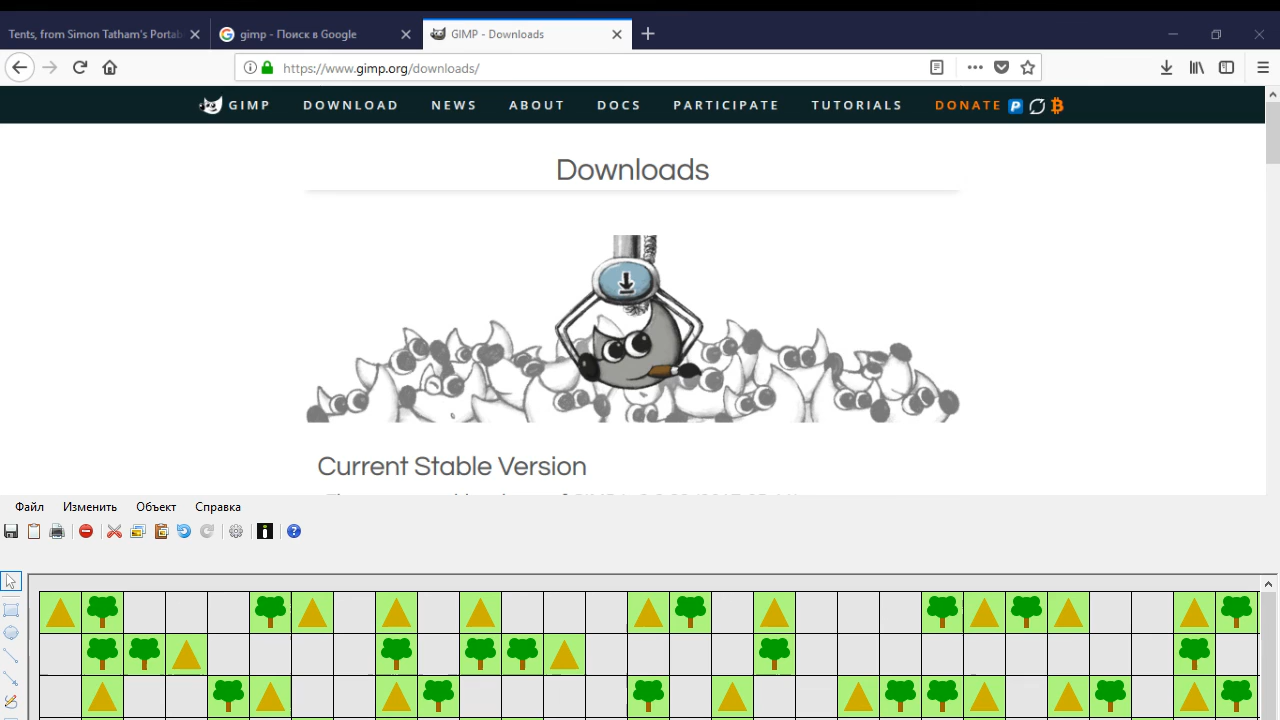 Tents, from Simon Tatham's Portab
gimp - Поиск в Google
GIMP - Downloads
https://www.gimp.org/downloads/
GIMP DOWNLOAD NEWS ABOUT DOCS PARTICIPATE TUTORIALS DONATE
Downloads
Current Stable Version
Файл Изменить Объект Справка